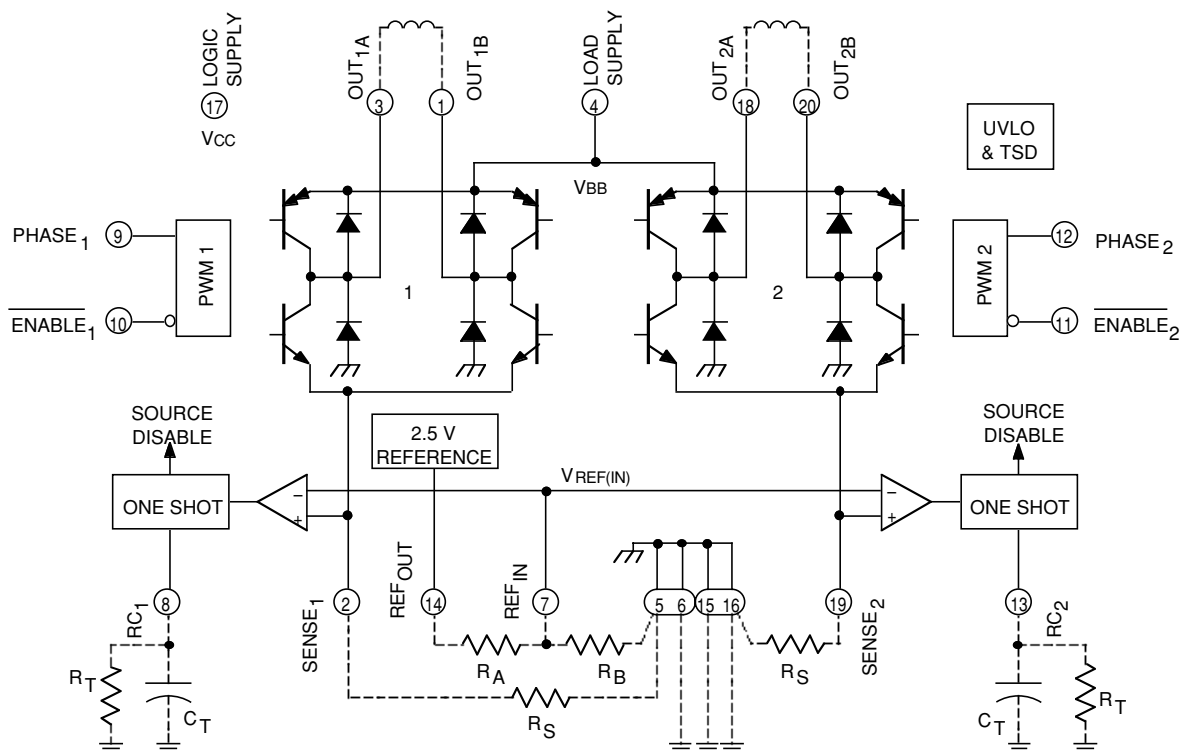 LOGIC
SUPPLY
17
VCC
OUT1A
3
OUT1B
1
LOAD
SUPPLY
4
OUT2A
18
OUT2B
20
UVLO
& TSD
VBB
PHASE1
9
PWM 1
ENABLE1
10
1
2
PWM 2
12
PHASE2
11
ENABLE2
SOURCE
DISABLE
2.5 V
REFERENCE
SOURCE
DISABLE
ONE SHOT
–
+
VREF(IN)
–
+
ONE SHOT
RC1
8
SENSE1
2
REFOUT
14
REFIN
7
5
6
15
16
19
SENSE2
13
RC2
RA
RB
RS
RS
RT
CT
CT
RT